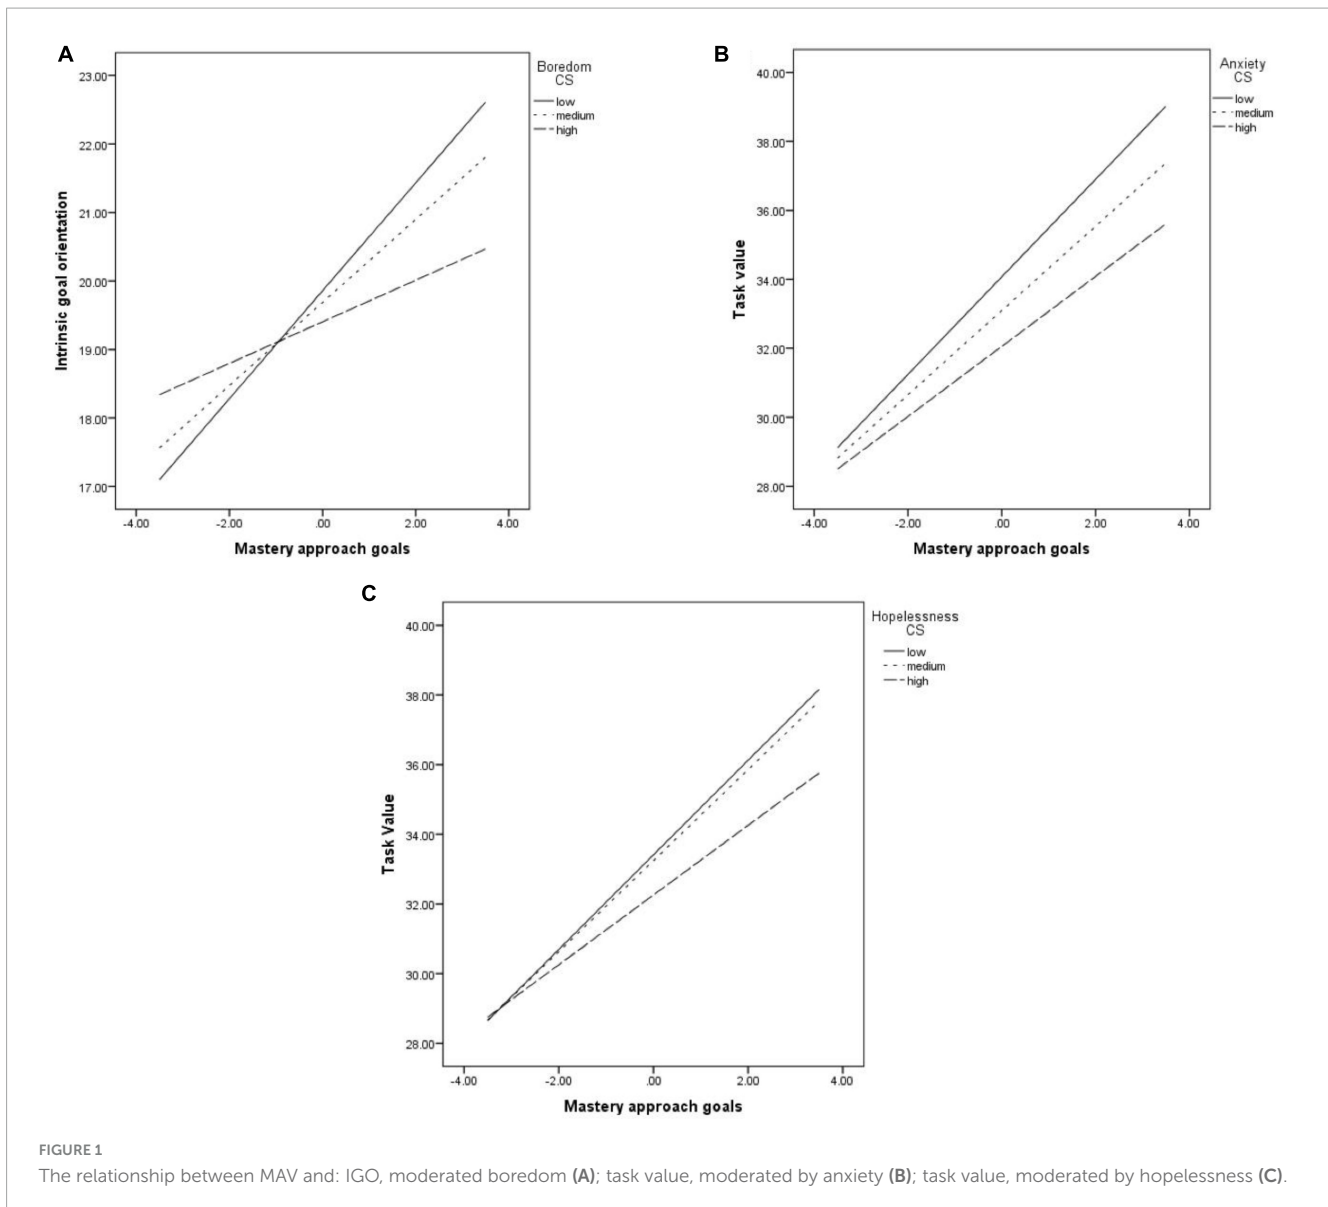 A
Boredom
CS
low
medium
high
23.00
22.00
21.00
20.00
19.00
18.00
17.00
Intrinsic goal orientation
-4.00 -2.00 .00 2.00 4.00
Mastery approach goals
B
Anxiety
CS
low
medium
high
40.00
38.00
36.00
34.00
32.00
30.00
28.00
Task value
-4.00 -2.00 .00 2.00 4.00
Mastery approach goals
C
Hopelessness
CS
low
medium
high
40.00
38.00
36.00
34.00
32.00
30.00
28.00
Task Value
-4.00 -2.00 .00 2.00 4.00
Mastery approach goals
FIGURE 1
The relationship between MAV and: IGO, moderated boredom (A); task value, moderated by anxiety (B); task value, moderated by hopelessness (C).